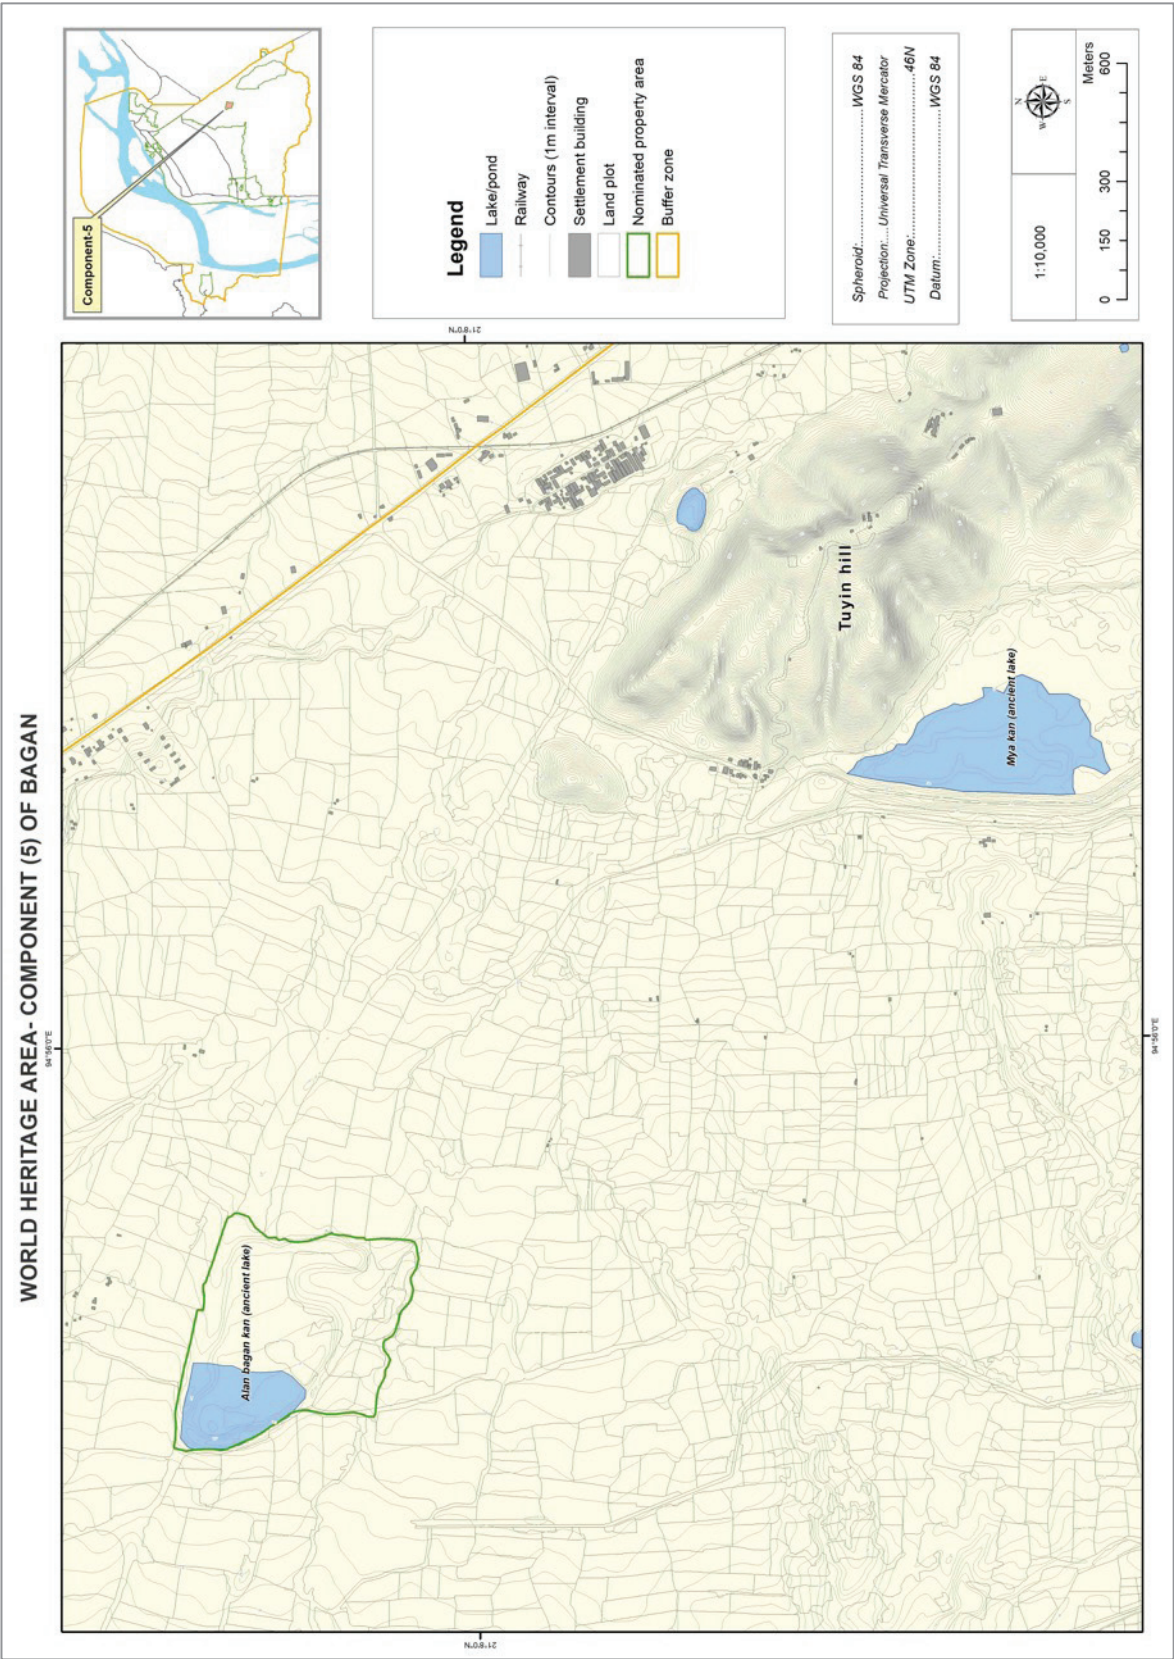 WORLD HERITAGE AREA- COMPONENT (5) OF BAGAN
94°56'0"E
21°8'0"N
21°8'0"N
94°56'0"E
Alan bagan kan (ancient lake)
Mya kan (ancient lake)
Tuyin hill
Component-5
Legend
Lake/pond
Railway
Contours (1m interval)
Settlement building
Land plot
Nominated property area
Buffer zone
Spheroid:....................WGS 84
Projection:....Universal Transverse Mercator
UTM Zone:..............................46N
Datum:......................WGS 84
1:10,000
N
W E
S
0 150 300 600
Meters